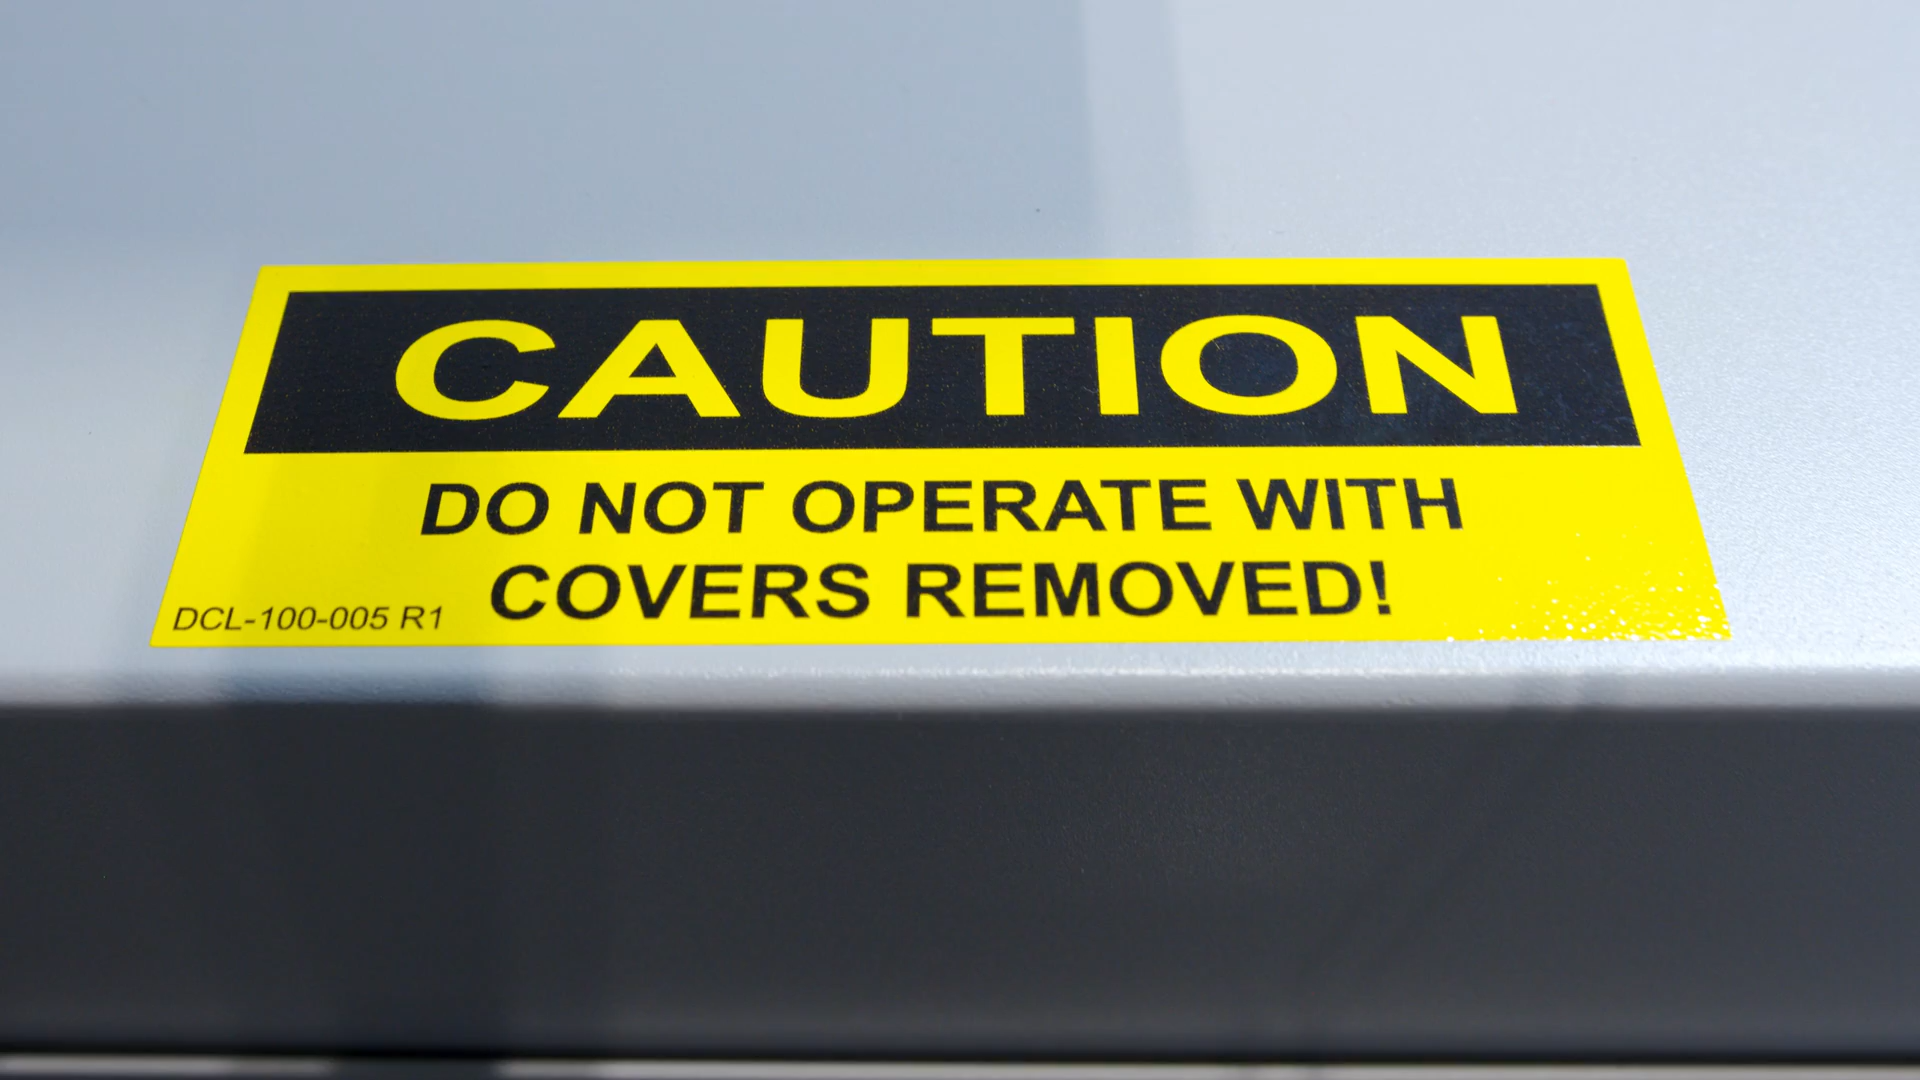 CAUTION
DO NOT OPERATE WITH
COVERS REMOVED!
DCL-100-005 R1